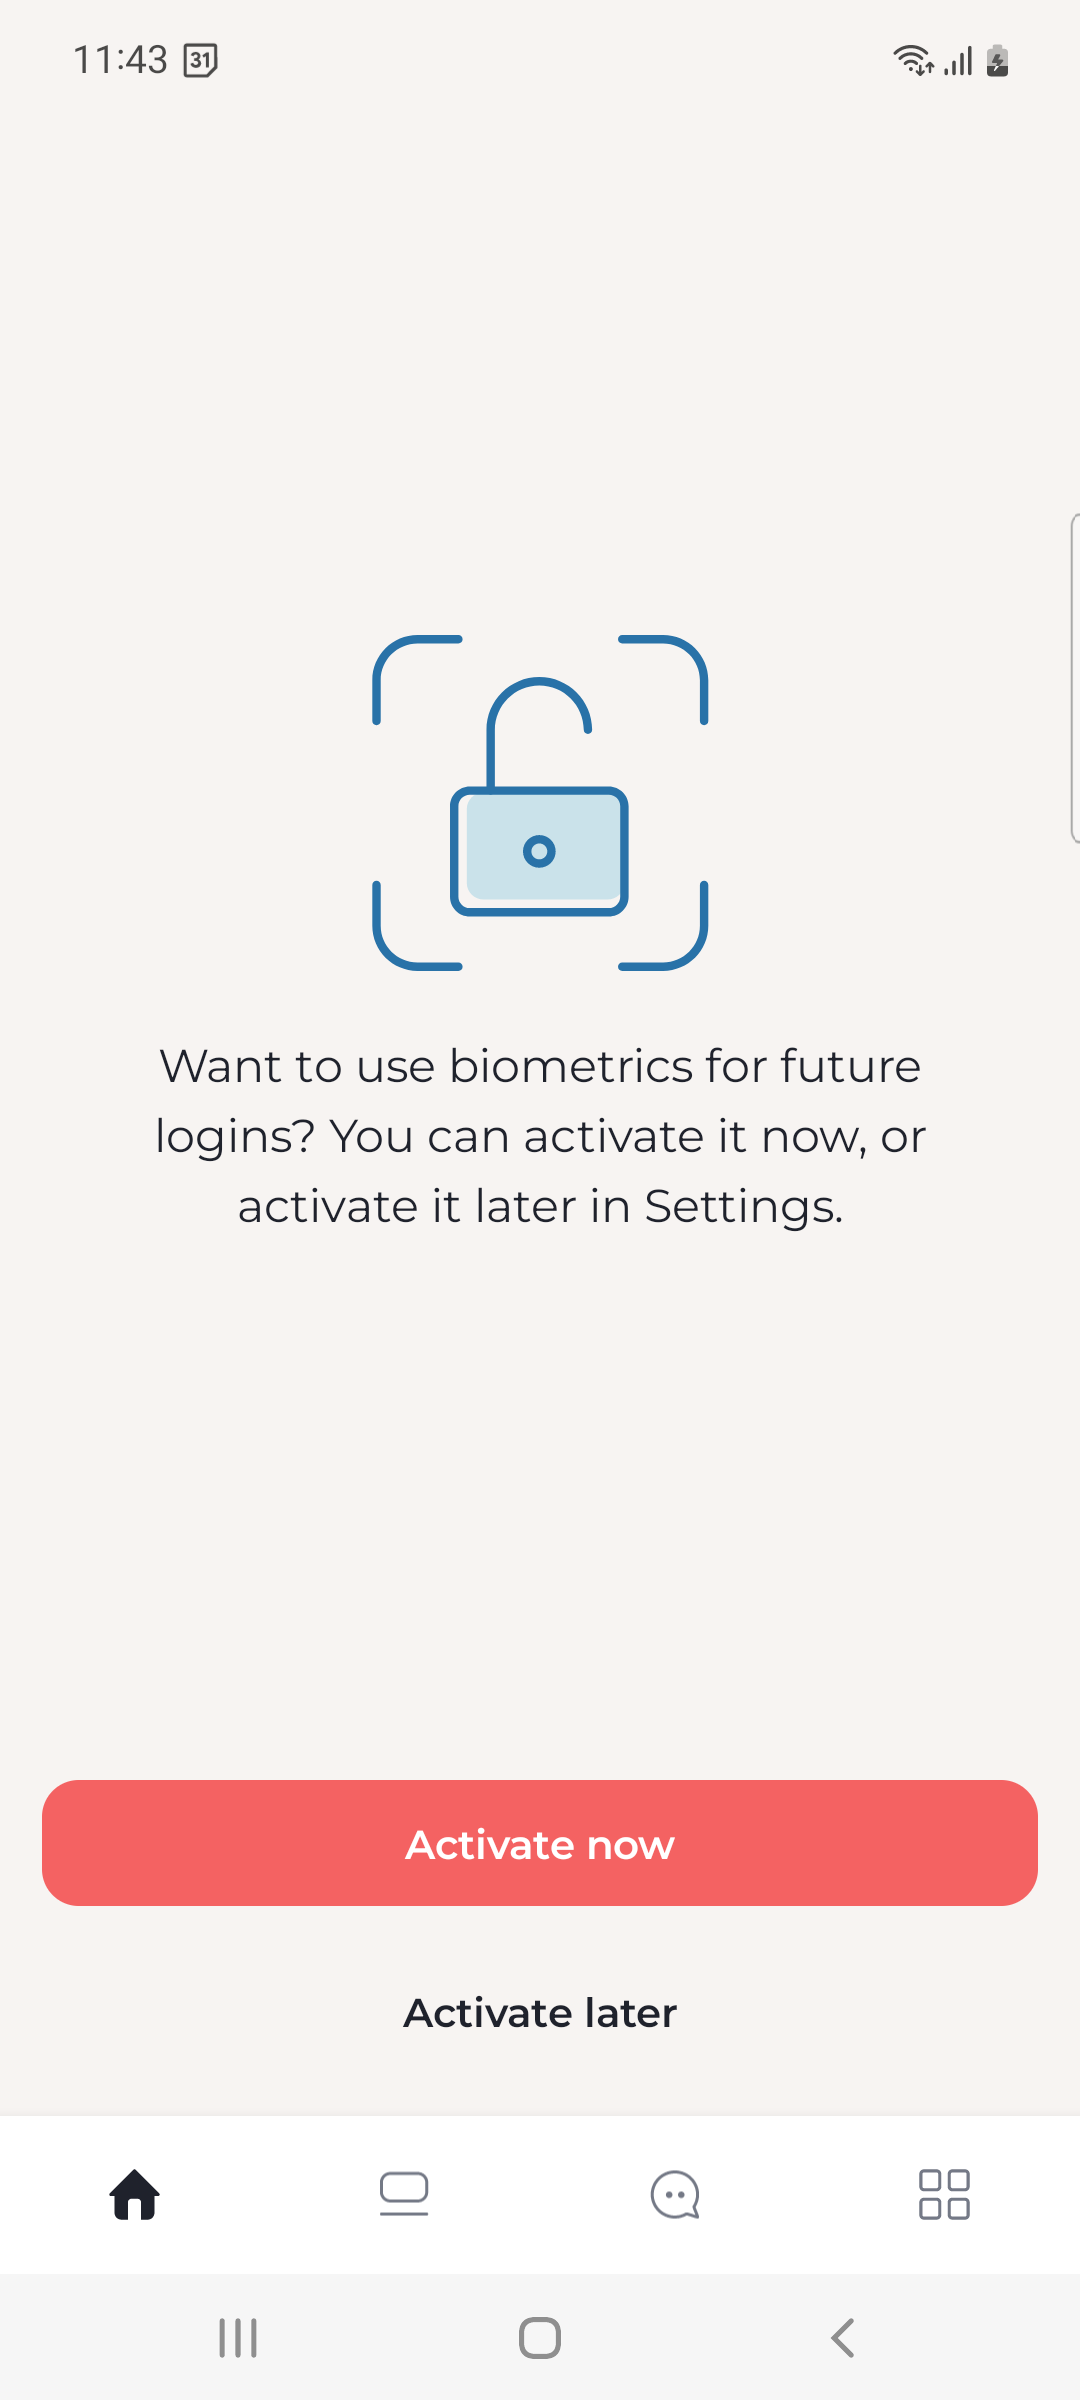 11:43 31
Want to use biometrics for future
logins? You can activate it now, or
activate it later in Settings.
Activate now
Activate later